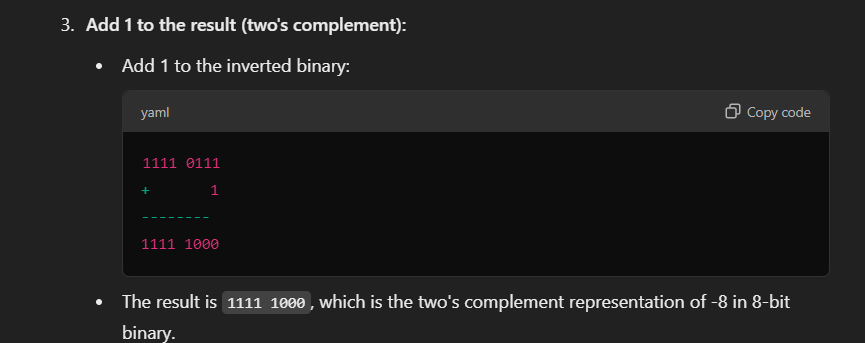 3. Add 1 to the result (two's complement):
• Add 1 to the inverted binary:
yaml Copy code
1111 0111
+       1
--------
1111 1000
• The result is 1111 1000, which is the two's complement representation of -8 in 8-bit
binary.